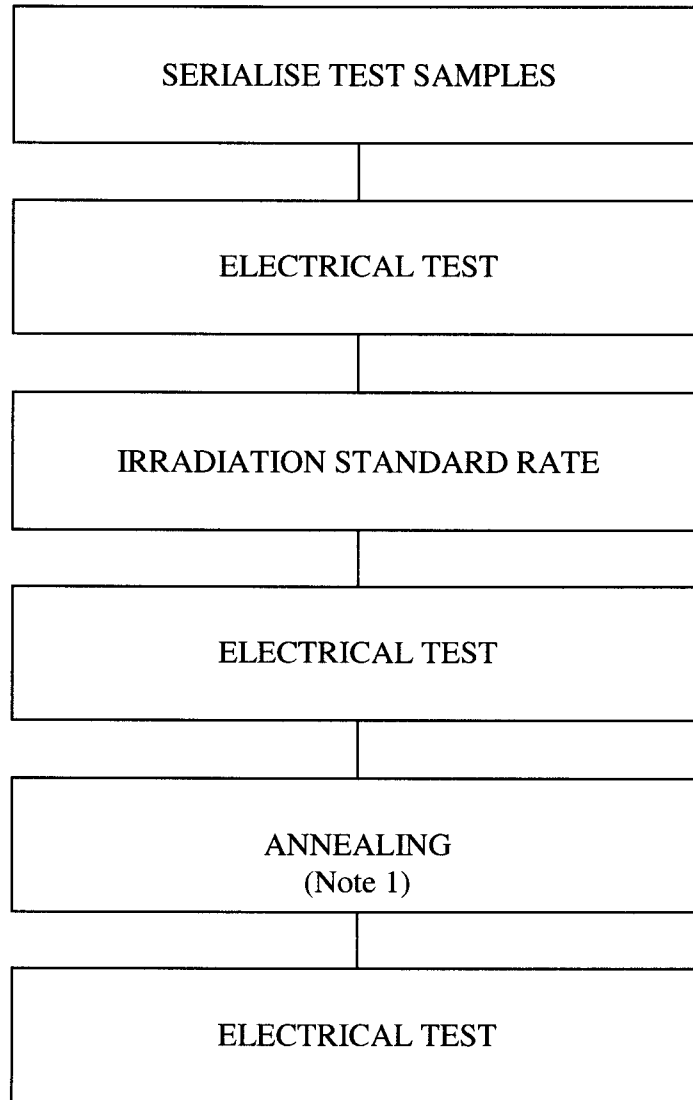 SERIALISE TEST SAMPLES
ELECTRICAL TEST
IRRADIATION STANDARD RATE
ELECTRICAL TEST
ANNEALING
(Note 1)
ELECTRICAL TEST